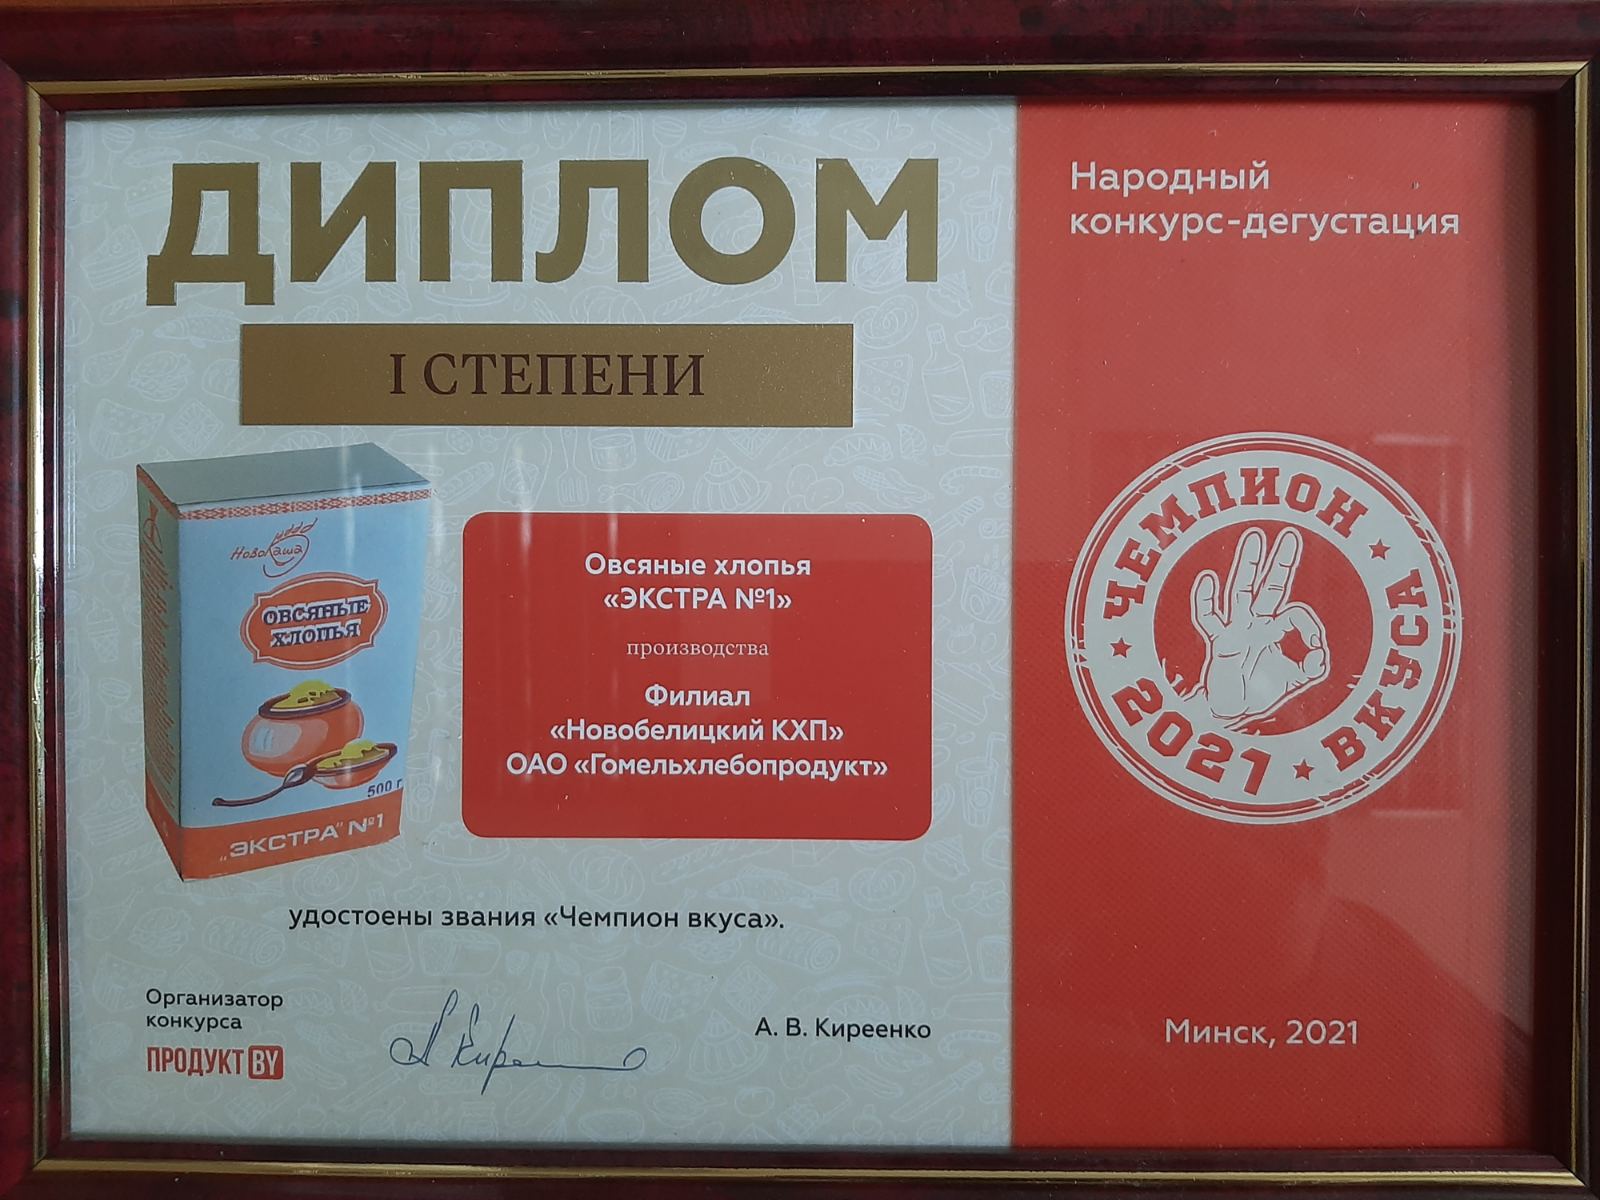 ДИПЛОМ
I СТЕПЕНИ
НовоКаша
ОВСЯНЫЕ
ХЛОПЬЯ
500 г
„ЭКСТРА" №1
Овсяные хлопья
«ЭКСТРА №1»
производства
Филиал
«Новобелицкий КХП»
ОАО «Гомельхлебопродукт»
удостоены звания «Чемпион вкуса».
Организатор
конкурса
ПРОДУКТ BY
А. В. Киреенко
Народный
конкурс-дегустация
ЧЕМПИОН ВКУСА
2021
Минск, 2021